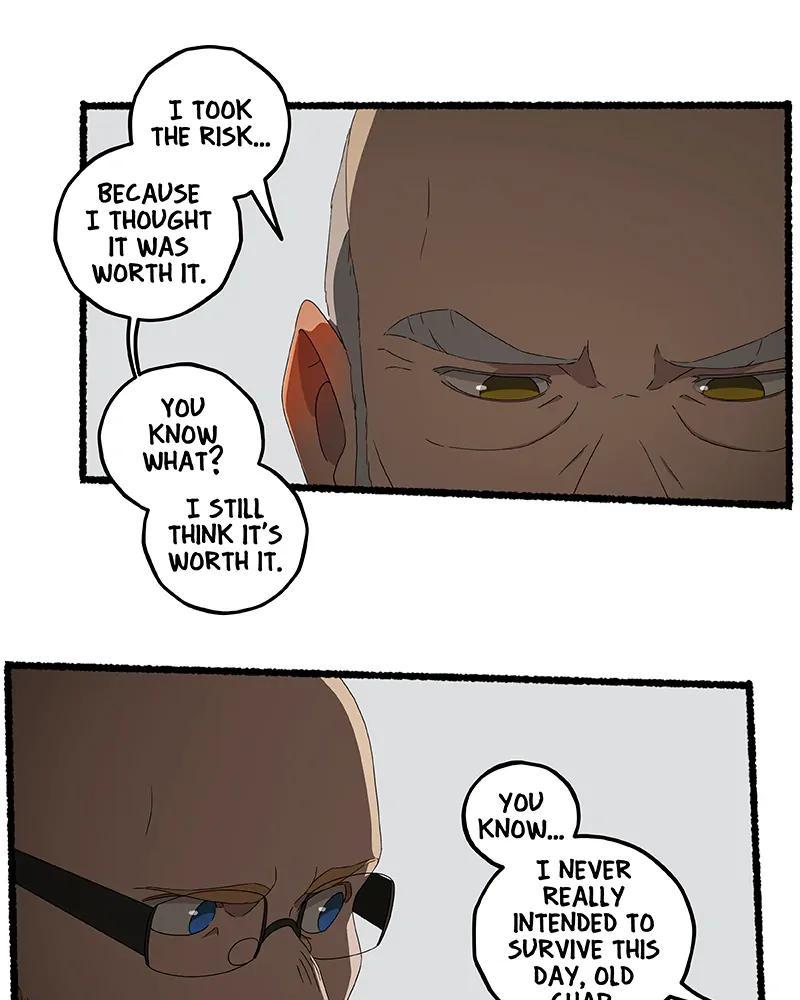 I TOOK
THE RISK...
BECAUSE
I THOUGHT
IT WAS
WORTH IT.
YOU
KNOW
WHAT?
I STILL
THINK IT'S
WORTH IT.
YOU
KNOW...
I NEVER
REALLY
INTENDED TO
SURVIVE THIS
DAY, OLD
CHAP